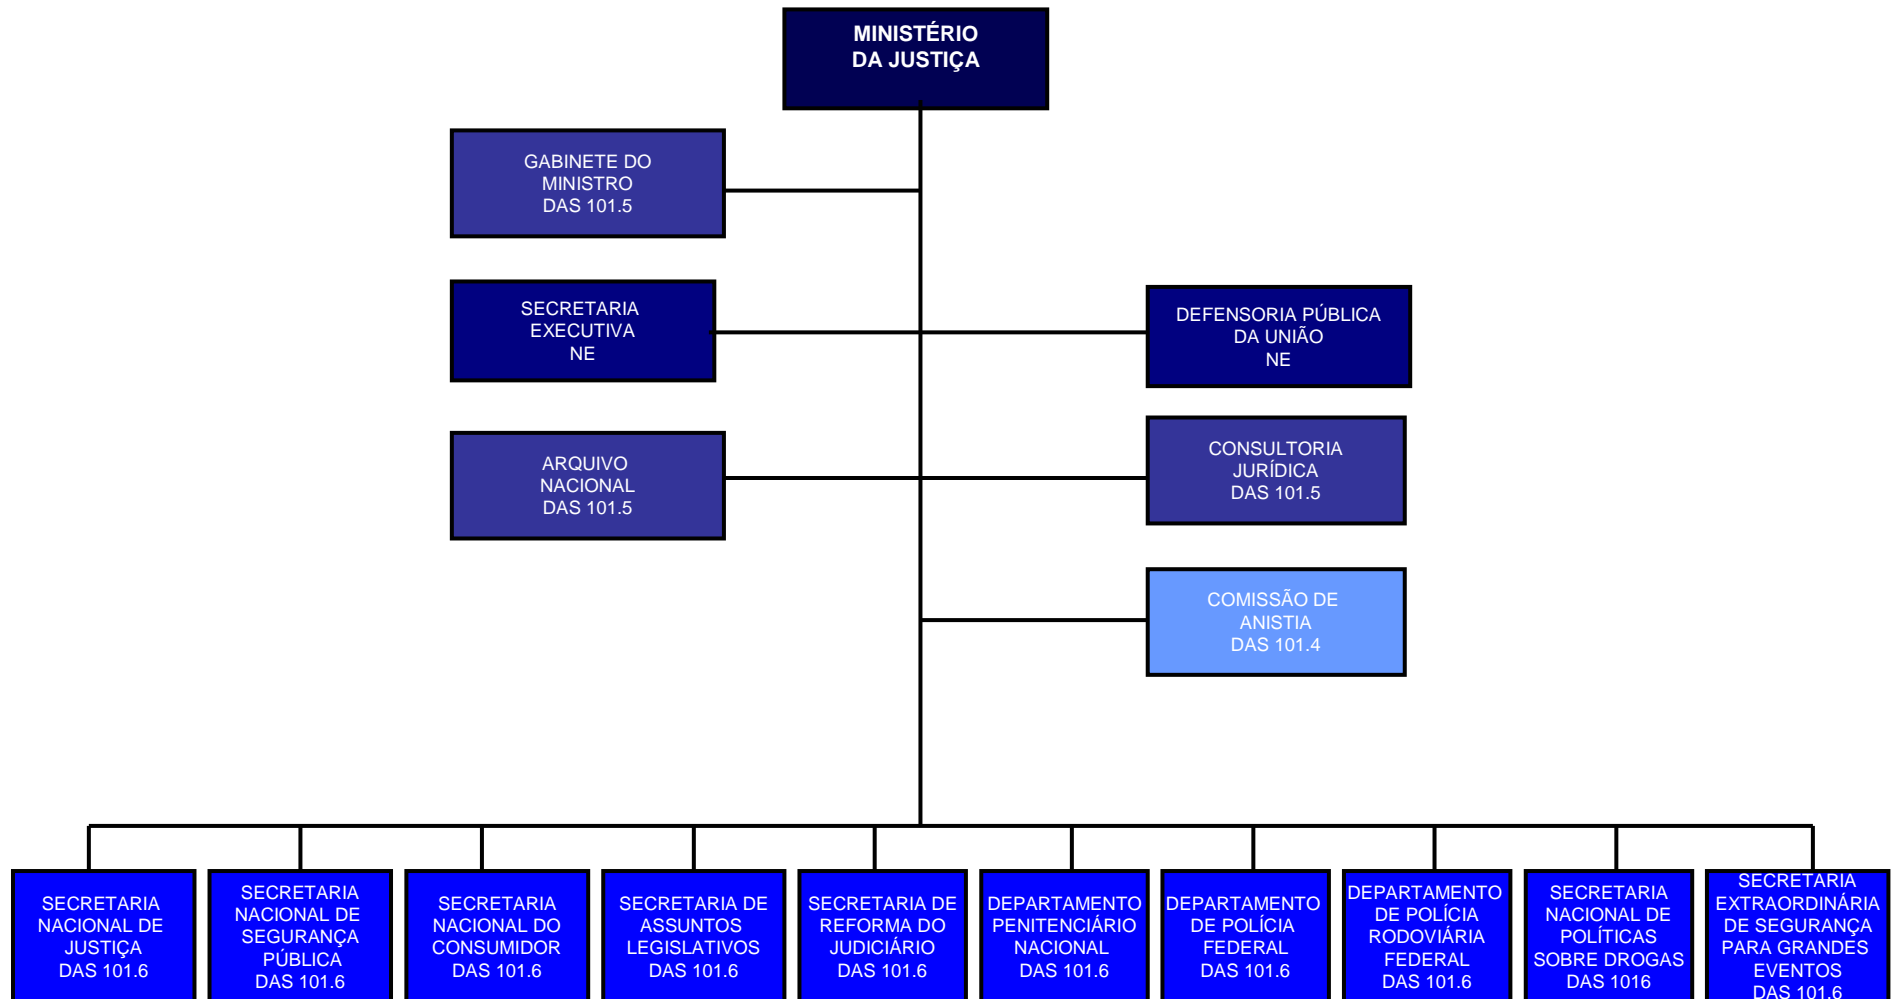 MINISTÉRIO
DA JUSTIÇA
GABINETE DO
MINISTRO
DAS 101.5
SECRETARIA
EXECUTIVA
NE
DEFENSORIA PÚBLICA
DA UNIÃO
NE
ARQUIVO
NACIONAL
DAS 101.5
CONSULTORIA
JURÍDICA
DAS 101.5
COMISSÃO DE
ANISTIA
DAS 101.4
SECRETARIA
NACIONAL DE
JUSTIÇA
DAS 101.6
SECRETARIA
NACIONAL DE
SEGURANÇA
PÚBLICA
DAS 101.6
SECRETARIA
NACIONAL DO
CONSUMIDOR
DAS 101.6
SECRETARIA DE
ASSUNTOS
LEGISLATIVOS
DAS 101.6
SECRETARIA DE
REFORMA DO
JUDICIÁRIO
DAS 101.6
DEPARTAMENTO
PENITENCIÁRIO
NACIONAL
DAS 101.6
DEPARTAMENTO
DE POLÍCIA
FEDERAL
DAS 101.6
DEPARTAMENTO
DE POLÍCIA
RODOVIÁRIA
FEDERAL
DAS 101.6
SECRETARIA
NACIONAL DE
POLÍTICAS
SOBRE DROGAS
DAS 1016
SECRETARIA
EXTRAORDINÁRIA
DE SEGURANÇA
PARA GRANDES
EVENTOS
DAS 101.6